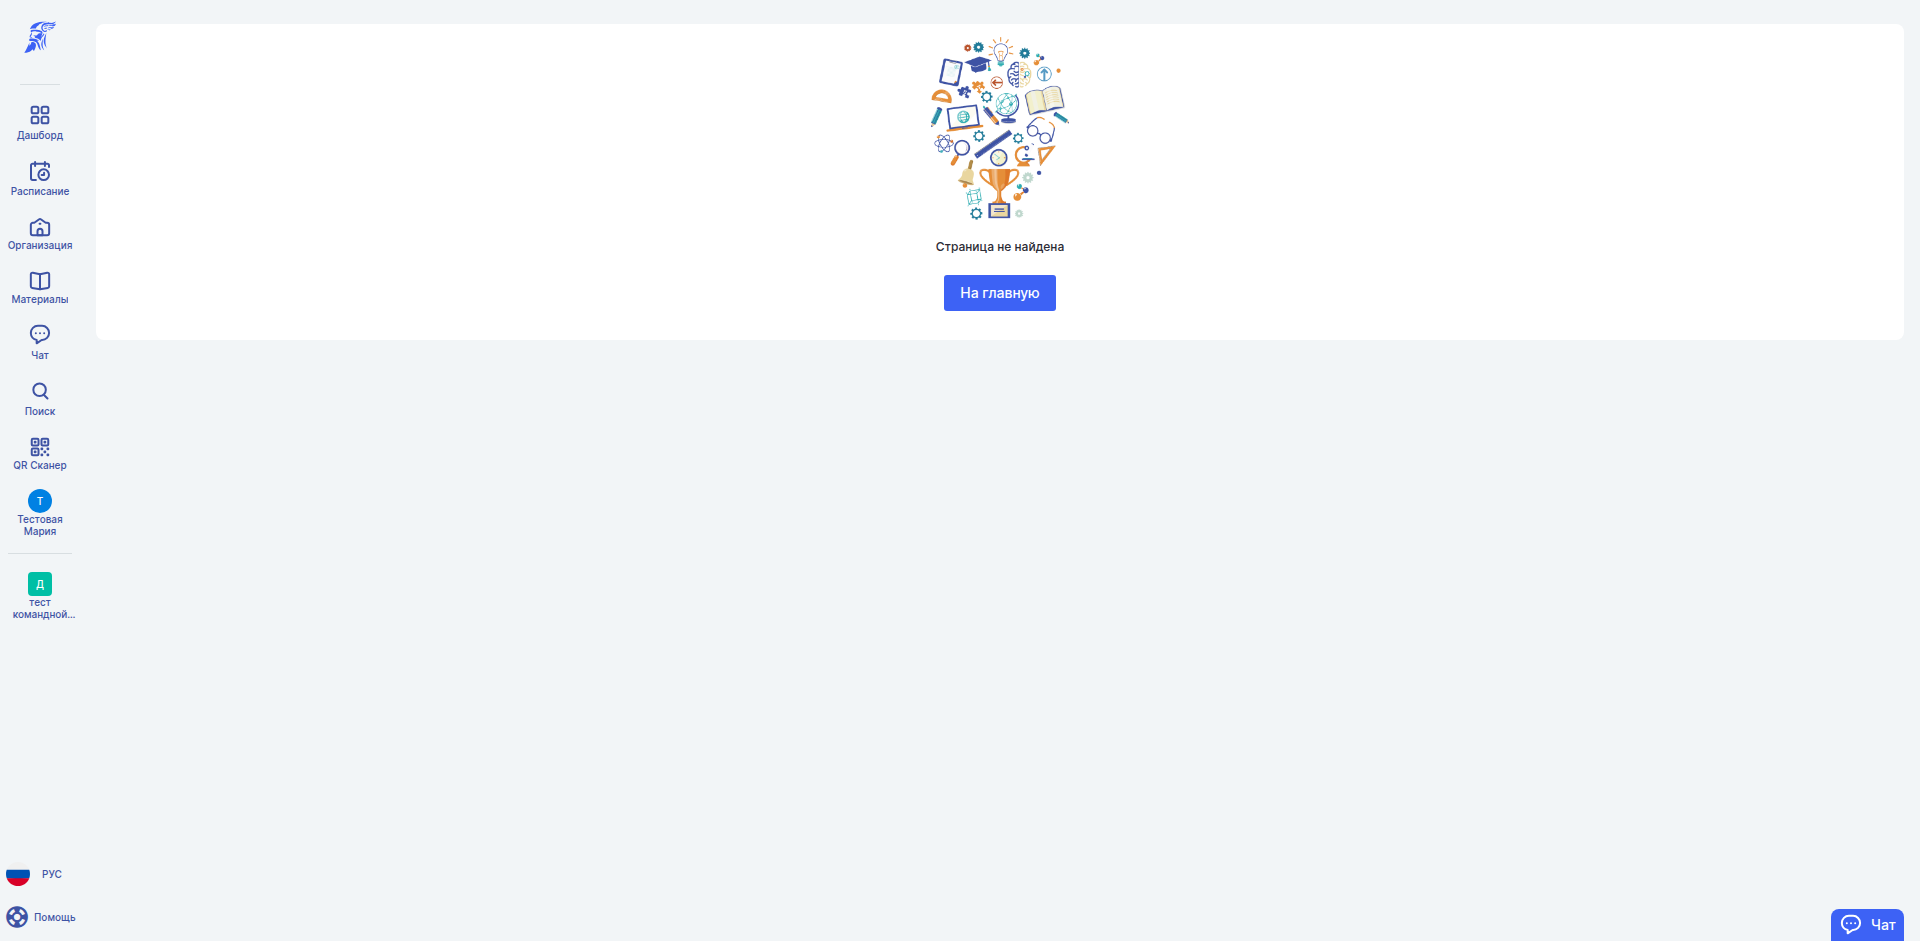 Дашборд
Расписание
Организация
Материалы
Чат
Поиск
QR Сканер
Т
Тестовая
Мария
Д
тест
командной...
РУС
Помощь
Страница не найдена
На главную
Чат